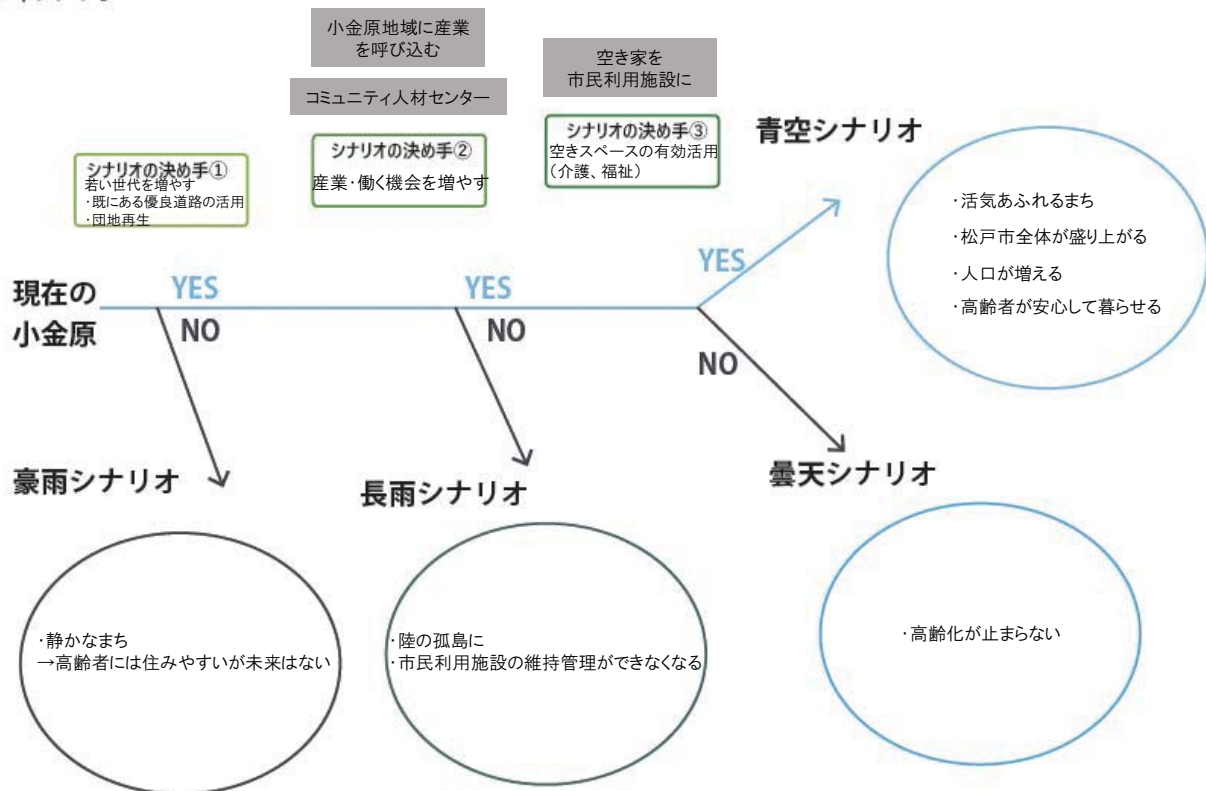 小金原地域に産業
を呼び込む
コミュニティ人材センター
空き家を
市民利用施設に
シナリオの決め手①
若い世代を増やす
・既にある優良道路の活用
・団地再生
シナリオの決め手②
産業・働く機会を増やす
シナリオの決め手③
空きスペースの有効活用
（介護、福祉）
青空シナリオ
・活気あふれるまち
・松戸市全体が盛り上がる
・人口が増える
・高齢者が安心して暮らせる
現在の
小金原
YES
NO
YES
NO
YES
NO
豪雨シナリオ
・静かなまち
→高齢者には住みやすいが未来はない
長雨シナリオ
・陸の孤島に
・市民利用施設の維持管理ができなくなる
曇天シナリオ
・高齢化が止まらない